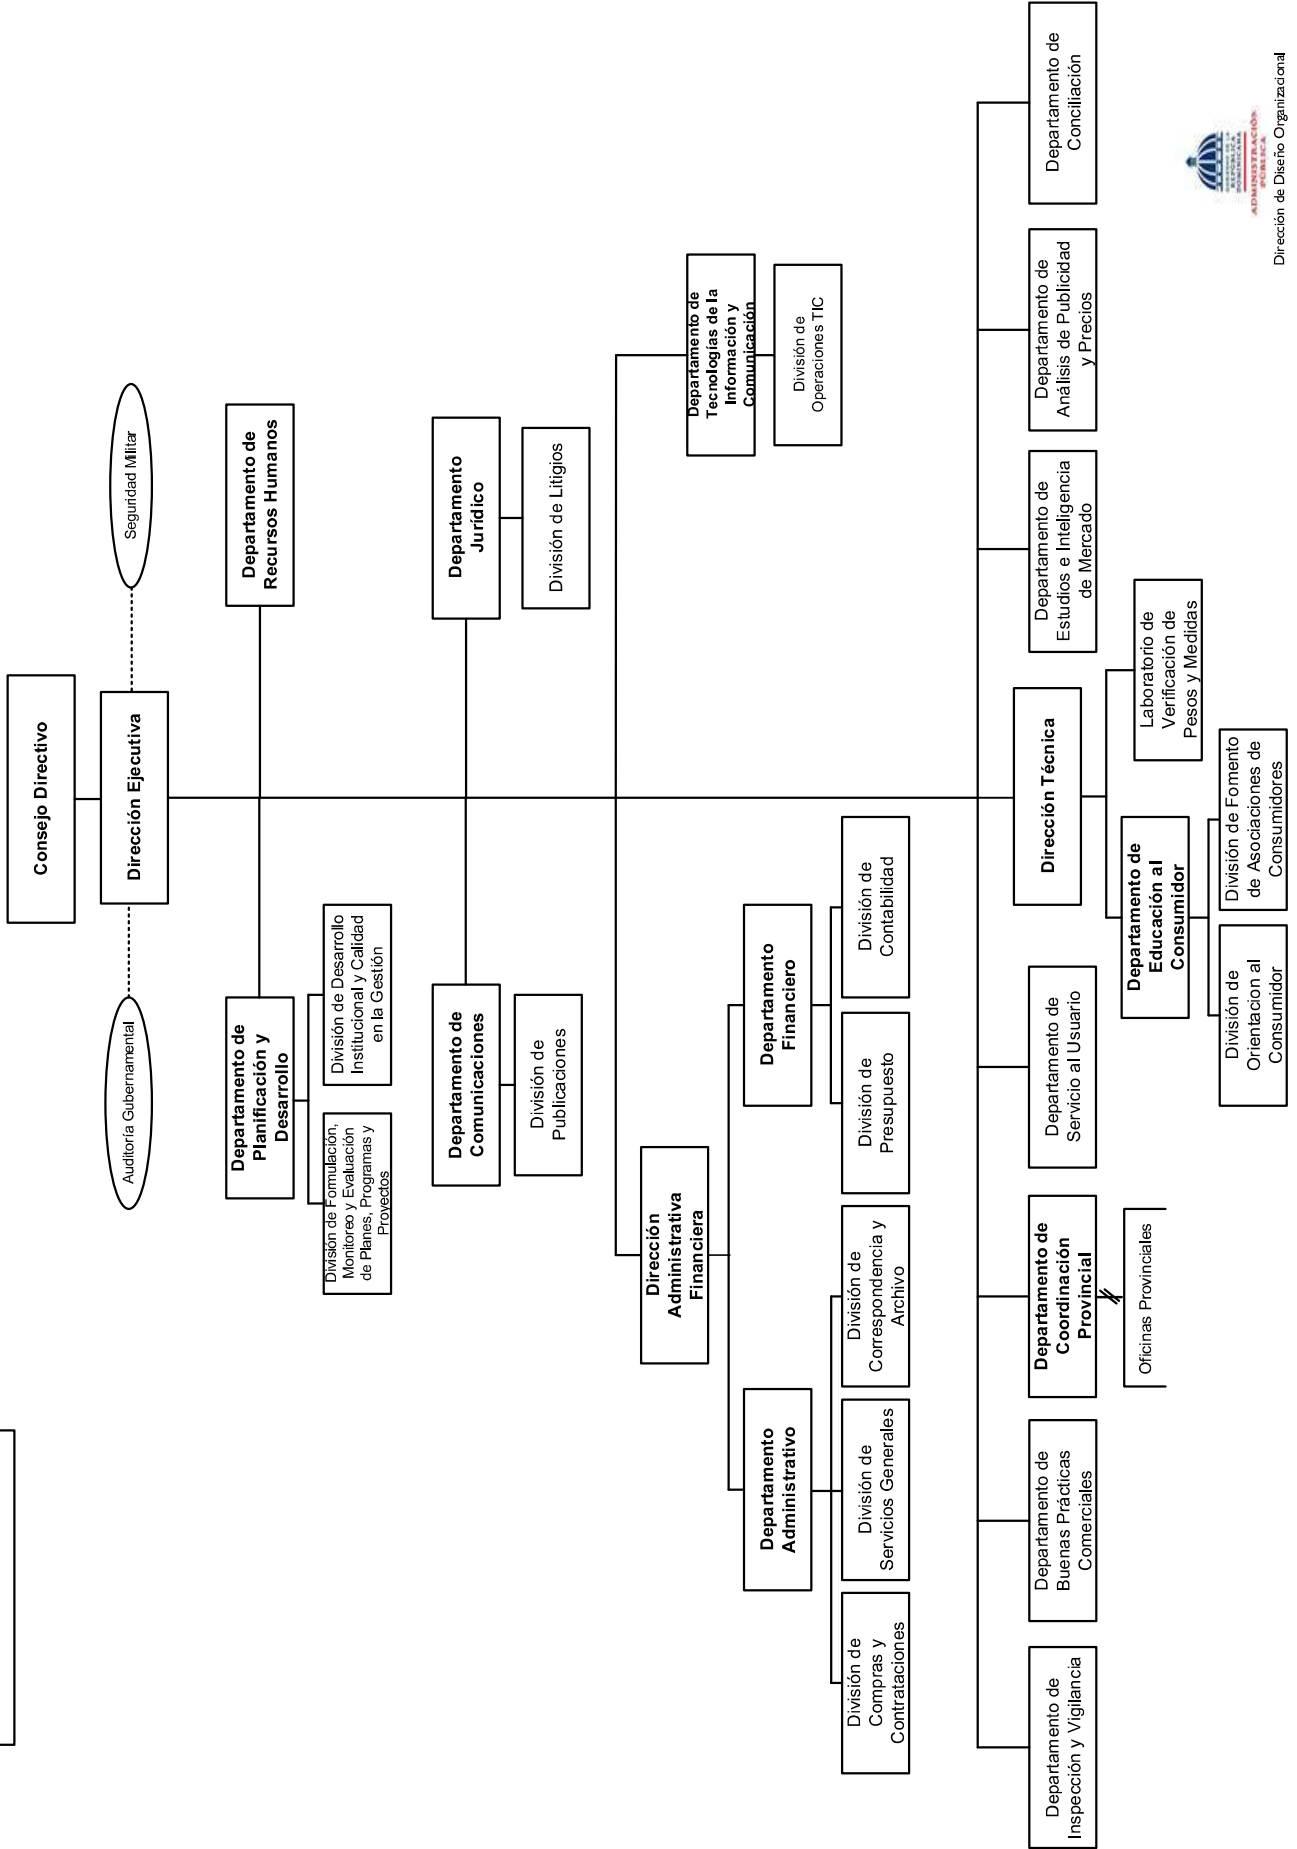 Consejo Directivo
Dirección Ejecutiva
Auditoría Gubernamental
Seguridad Militar
Departamento de
Planificación y
Desarrollo
Departamento de
Recursos Humanos
División de Formulación,
Monitoreo y Evaluación
de Planes, Programas y
Proyectos
División de Desarrollo
Institucional y Calidad
en la Gestión
Departamento de
Comunicaciones
Departamento
Jurídico
División de
Publicaciones
División de Litigios
Dirección
Administrativa
Financiera
Departamento de
Tecnologías de la
Información y
Comunicación
División de
Operaciones TIC
Departamento
Administrativo
Departamento
Financiero
División de
Compras y
Contrataciones
División de
Servicios Generales
División de
Correspondencia y
Archivo
División de
Presupuesto
División de
Contabilidad
Departamento de
Inspección y Vigilancia
Departamento de
Buenas Prácticas
Comerciales
Departamento de
Coordinación
Provincial
Departamento de
Servicio al Usuario
Dirección Técnica
Departamento de
Estudios e Inteligencia
de Mercado
Departamento de
Análisis de Publicidad
y Precios
Departamento de
Conciliación
Oficinas Provinciales
Departamento de
Educación al
Consumidor
Laboratorio de
Verificación de
Pesos y Medidas
División de
Orientacion al
Consumidor
División de Fomento
de Asociaciones de
Consumidores
GOBIERNO DE LA
REPÚBLICA
DOMINICANA
ADMINISTRACIÓN
PÚBLICA
Dirección de Diseño Organizacional